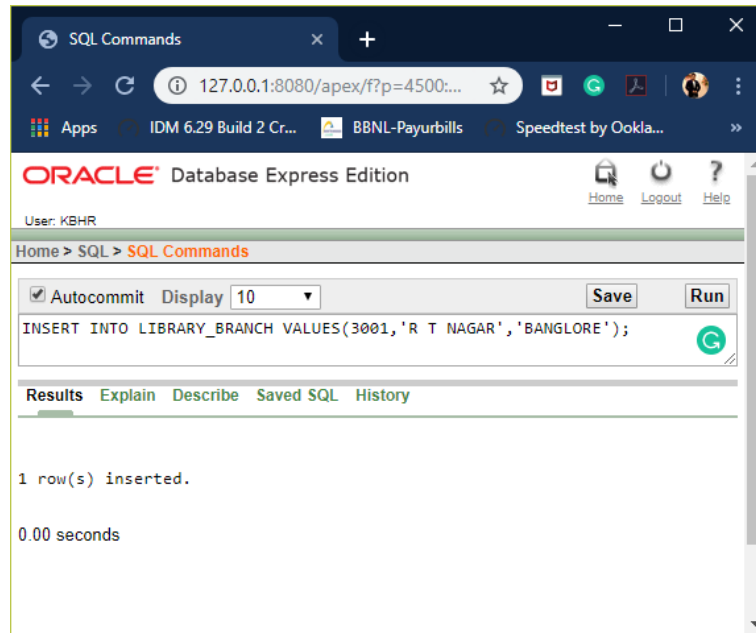 SQL Commands
127.0.0.1:8080/apex/f?p=4500:...
Apps IDM 6.29 Build 2 Cr... BBNL-Payurbills Speedtest by Ookla... »
ORACLE Database Express Edition
Home Logout Help
User: KBHR
Home > SQL > SQL Commands
Autocommit Display 10 Save Run
INSERT INTO LIBRARY_BRANCH VALUES(3001,'R T NAGAR','BANGLORE');
Results Explain Describe Saved SQL History
1 row(s) inserted.
0.00 seconds